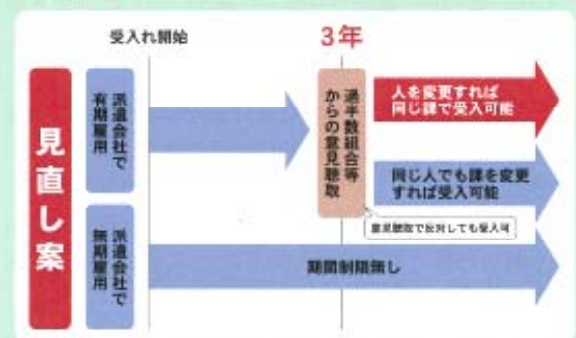 受入れ開始
3年
見直し案
派遣会社で
有期雇用
過半数組合等
からの意見聴取
人を変更すれば
同じ課で受入可能
同じ人でも課を変更
すれば受入可能
意見聴取で反対しても受入可
派遣会社で
無期雇用
期間制限無し